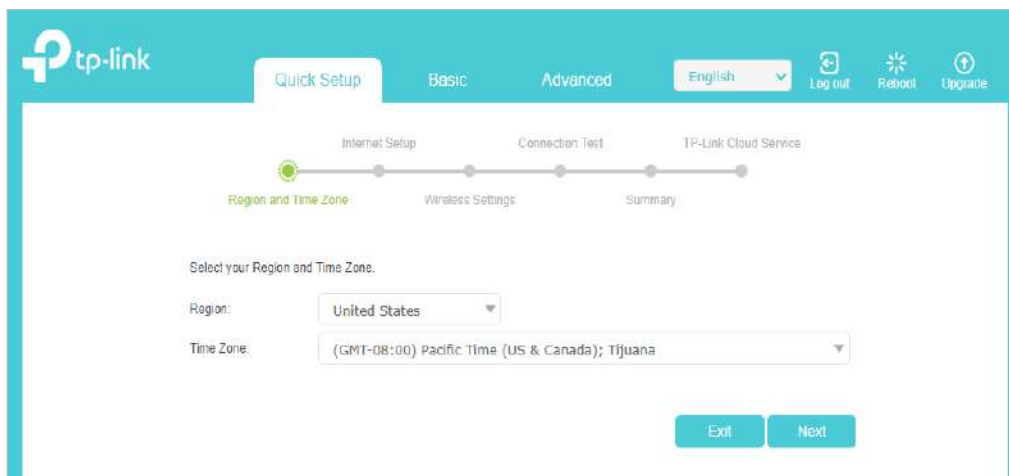 tp-link
Quick Setup Basic Advanced English Log out Reboot Upgrade
Internet Setup Connection Test TP-Link Cloud Service
Region and Time Zone Wireless Settings Summary
Select your Region and Time Zone.
Region: United States
Time Zone: (GMT-08:00) Pacific Time (US & Canada); Tijuana
Exit Next